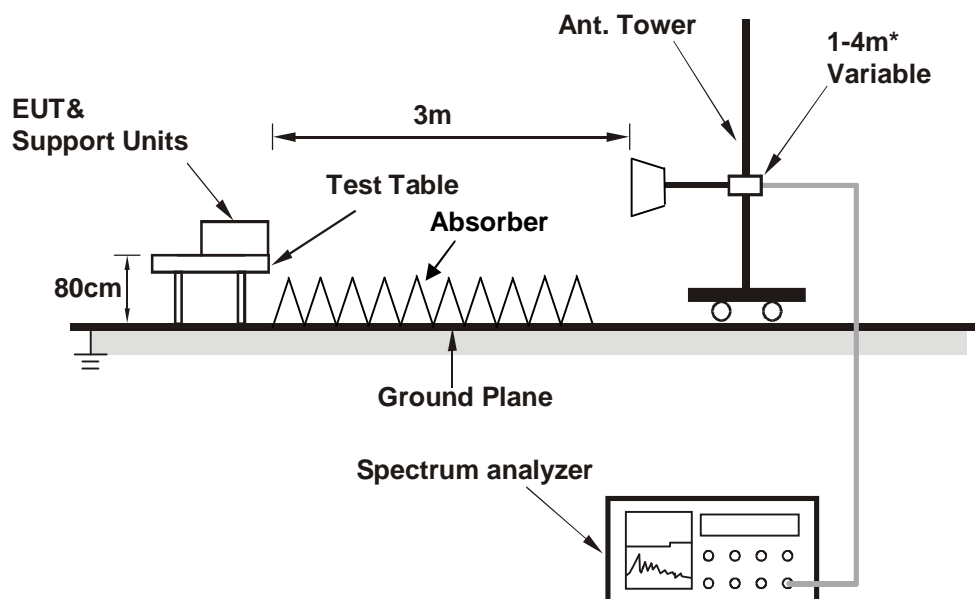 Ant. Tower
1-4m*
Variable
EUT&
Support Units
3m
Test Table
Absorber
80cm
Ground Plane
Spectrum analyzer